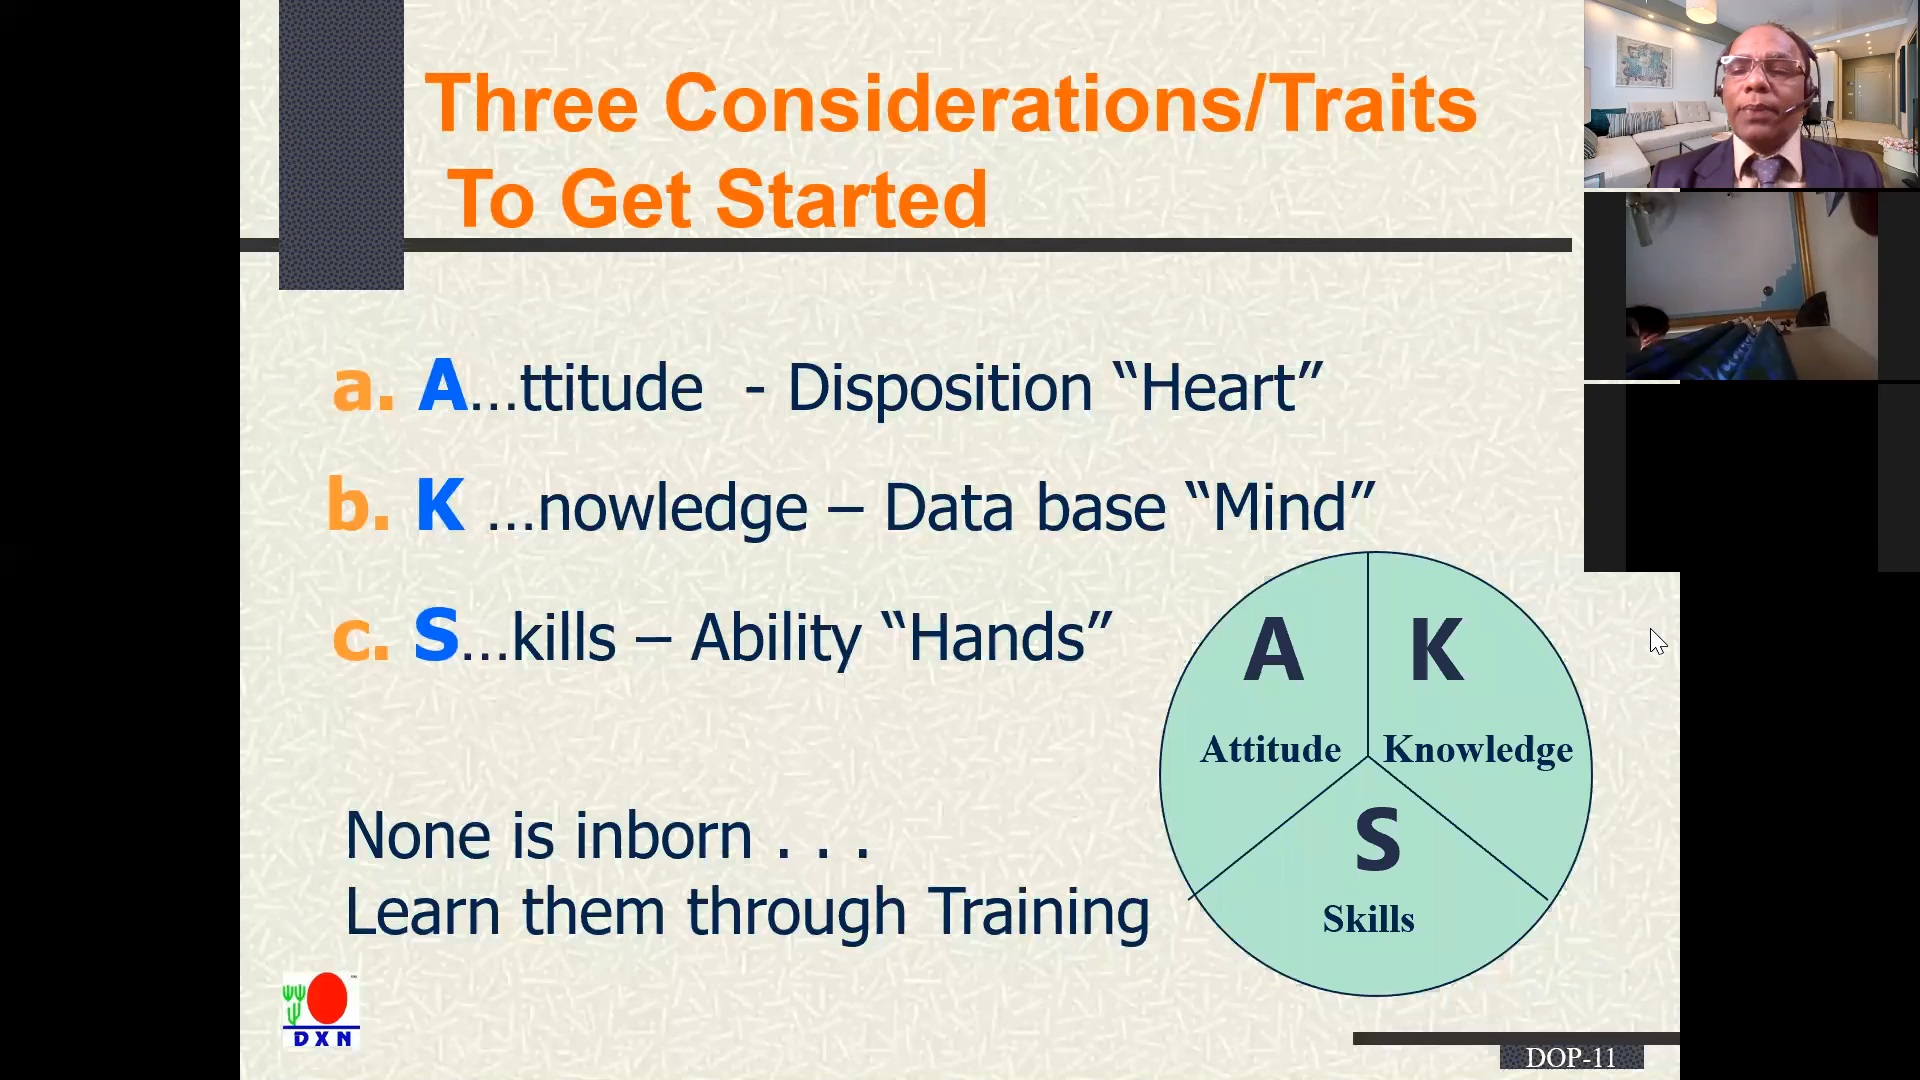 Three Considerations/Traits
To Get Started
a. A...ttitude - Disposition “Heart”
b. K ...nowledge – Data base “Mind”
c. S...kills – Ability “Hands”
A
K
Attitude
Knowledge
S
Skills
None is inborn . . .
Learn them through Training
DXN
DOP-11